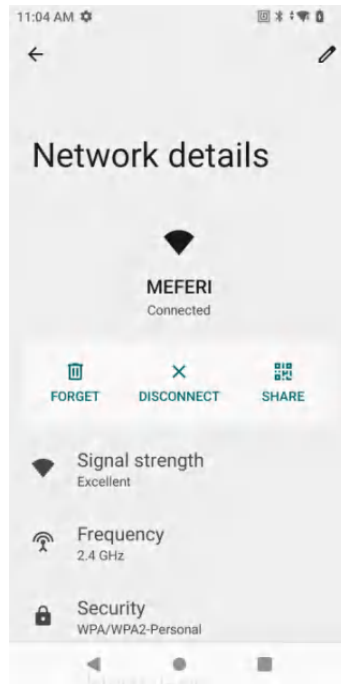 11:04 AM
Network details
MEFERI
Connected
FORGET DISCONNECT SHARE
Signal strength
Excellent
Frequency
2.4 GHz
Security
WPA/WPA2-Personal